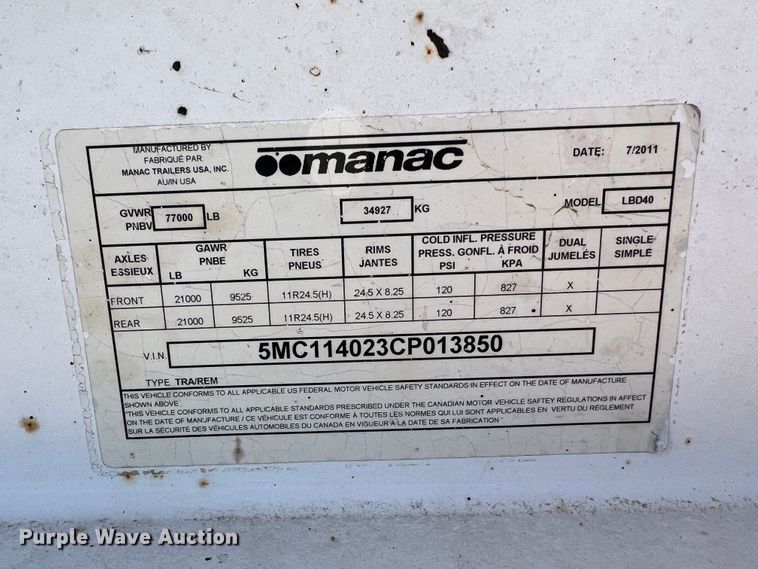 MANUFACTURED BY
FABRIQUÉ PAR.
MANAC TRAILERS USA, INC.
AU/IN USA
manac
DATE: 7/2011
GVWR
PNBV
77000 LB
34927 KG
MODEL LBD40
AXLES GAWR TIRES RIMS COLD INFL. PRESSURE DUAL SINGLE
ESSIEUX PNBE PNEUS JANTES PRESS. GONFL. À FROID JUMELÉS SIMPLE
LB KG PSI KPA
FRONT 21000 9525 11R24.5(H) 24.5 X 8.25 120 827 X
REAR 21000 9525 11R24.5(H) 24.5 X 8.25 120 827 X
V.I.N. 5MC114023CP013850
TYPE TRA/REM
THIS VEHICLE CONFORMS TO ALL APPLICABLE US FEDERAL MOTOR VEHICLE SAFETY STANDARDS IN EFFECT ON THE DATE OF MANUFACTURE
SHOWN ABOVE
"THIS VEHICLE CONFORMS TO ALL APPLICABLE STANDARDS PRESCRIBED UNDER THE CANADIAN MOTOR VEHICLE SAFTEY REGULATIONS IN AFFECT
ON THE DATE OF MANUFACTURE / CE VÉHICULE EST CONFORME À TOUTES LES NORMES QUI LUI SONT APPLICABLES EN VERTU DU RÉGLEMENT
SUR LA SÉCURITÉ DES VÉHICULES AUTOMOBILES DU CANADA EN VIGUEUR À LA DATE DE SA FABRICATION"
Purple Wave Auction